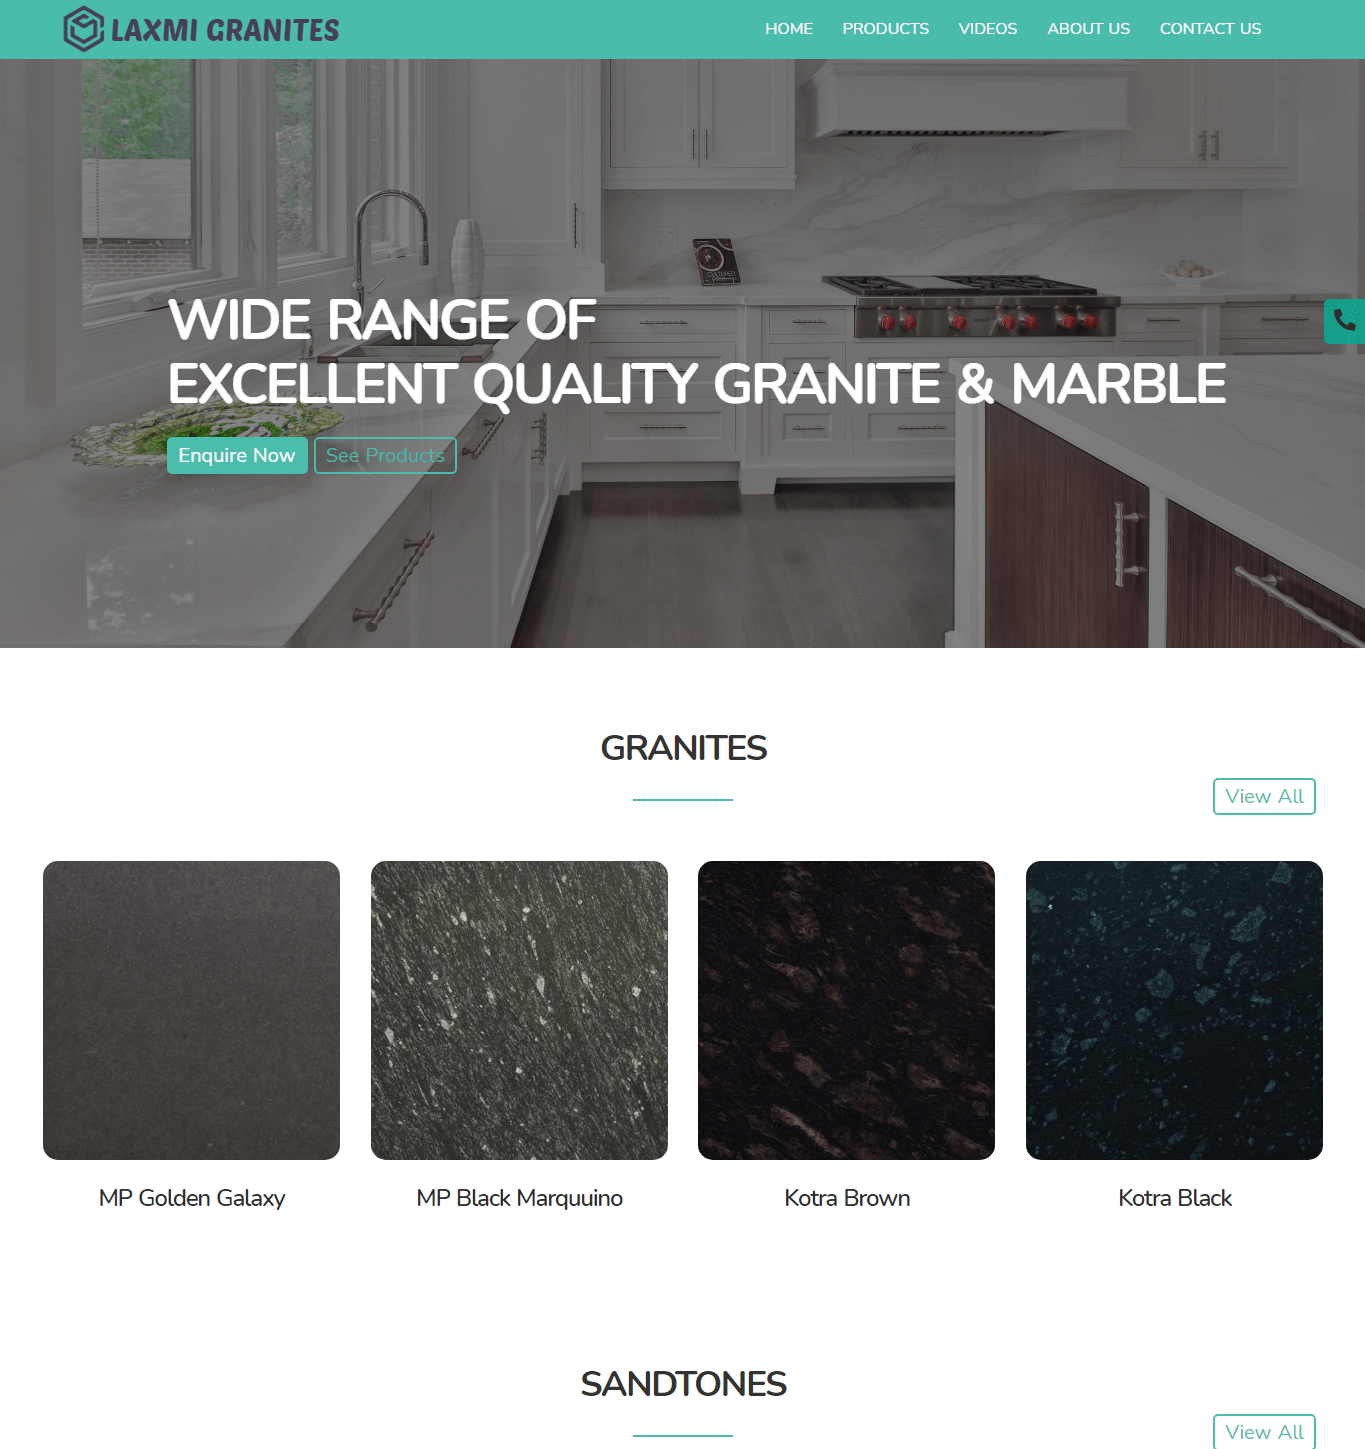 LAXMI GRANITES
HOME PRODUCTS VIDEOS ABOUT US CONTACT US
CULTURED
WIDE RANGE OF
EXCELLENT QUALITY GRANITE & MARBLE
Enquire Now See Products
GRANITES
View All
MP Golden Galaxy MP Black Marquuino Kotra Brown Kotra Black
SANDTONES
View All